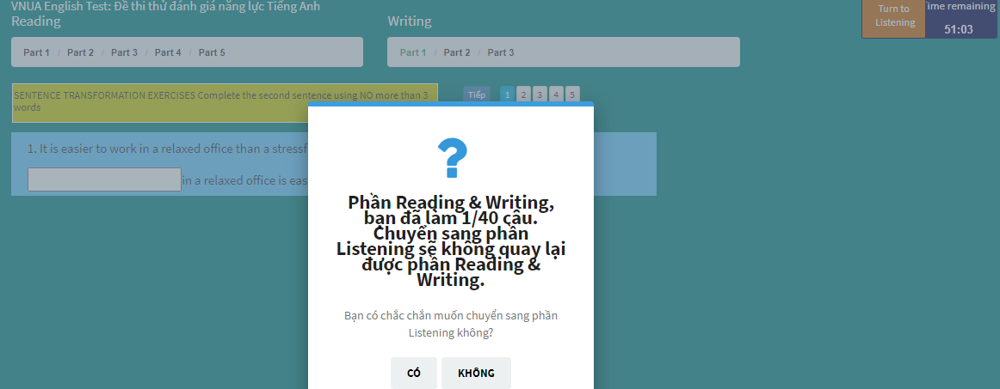 VNUA English Test: Đề thi thử đánh giá năng lực Tiếng Anh
Reading
Writing
Turn to
Listening
Time remaining
51:03
Part 1 / Part 2 / Part 3 / Part 4 / Part 5
Part 1 / Part 2 / Part 3
SENTENCE TRANSFORMATION EXERCISES Complete the second sentence using NO more than 3
words
Tiếp 1 2 3 4 5
1. It is easier to work in a relaxed office than a
in a relaxed office is
?
Phần Reading & Writing,
bạn đã làm 1/40 câu.
Chuyển sang phần
Listening sẽ không quay lại
được phần Reading &
Writing.
Bạn có chắc chắn muốn chuyển sang phần
Listening không?
CÓ KHÔNG